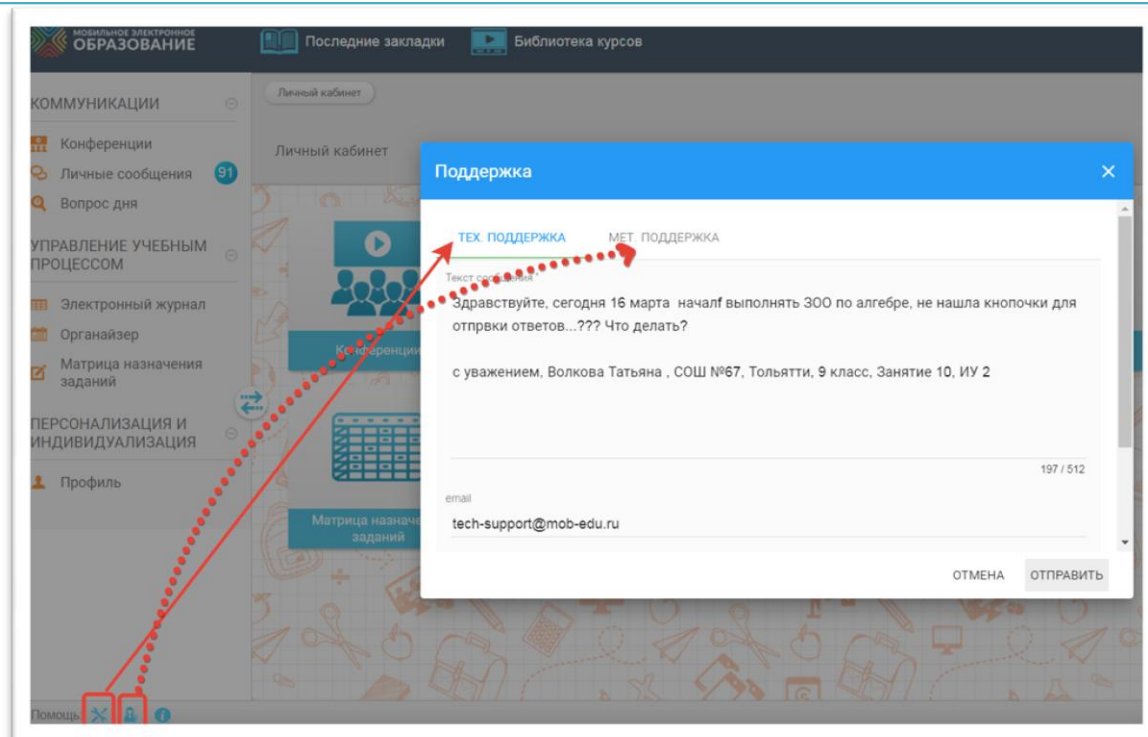 МОБИЛЬНОЕ ЭЛЕКТРОННОЕ
ОБРАЗОВАНИЕ
Последние закладки
Библиотека курсов
КОММУНИКАЦИИ
Конференции
Личные сообщения 91
Вопрос дня
УПРАВЛЕНИЕ УЧЕБНЫМ
ПРОЦЕССОМ
Электронный журнал
Органайзер
Матрица назначения
заданий
ПЕРСОНАЛИЗАЦИЯ И
ИНДИВИДУАЛИЗАЦИЯ
Профиль
Личный кабинет
Личный кабинет
Конференции
Матрица назначе
заданий
Поддержка
ТЕХ. ПОДДЕРЖКА
МЕТ. ПОДДЕРЖКА
Текст сообщения *
Здравствуйте, сегодня 16 марта началf выполнять ЗОО по алгебре, не нашла кнопочки для
отпрвки ответов...??? Что делать?
с уважением, Волкова Татьяна , СОШ №67, Тольятти, 9 класс, Занятие 10, ИУ 2
197 / 512
email
tech-support@mob-edu.ru
ОТМЕНА
ОТПРАВИТЬ
Помощь: